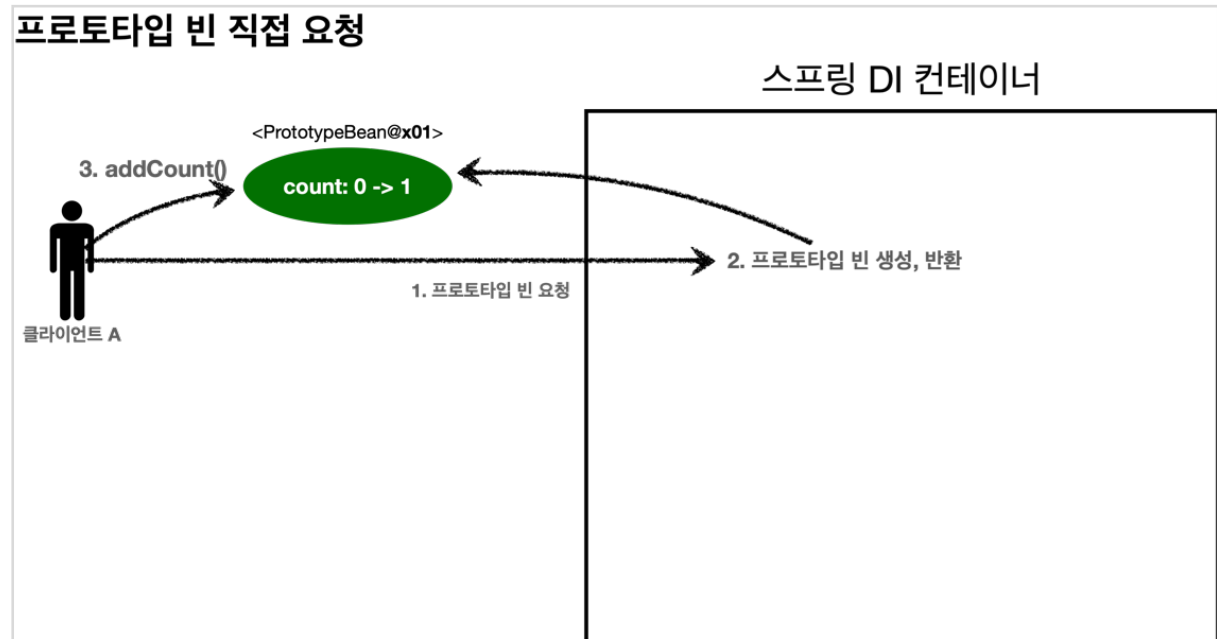 프로토타입 빈 직접 요청
스프링 DI 컨테이너
<PrototypeBean@x01>
3. addCount()
count: 0 -> 1
2. 프로토타입 빈 생성, 반환
1. 프로토타입 빈 요청
클라이언트 A